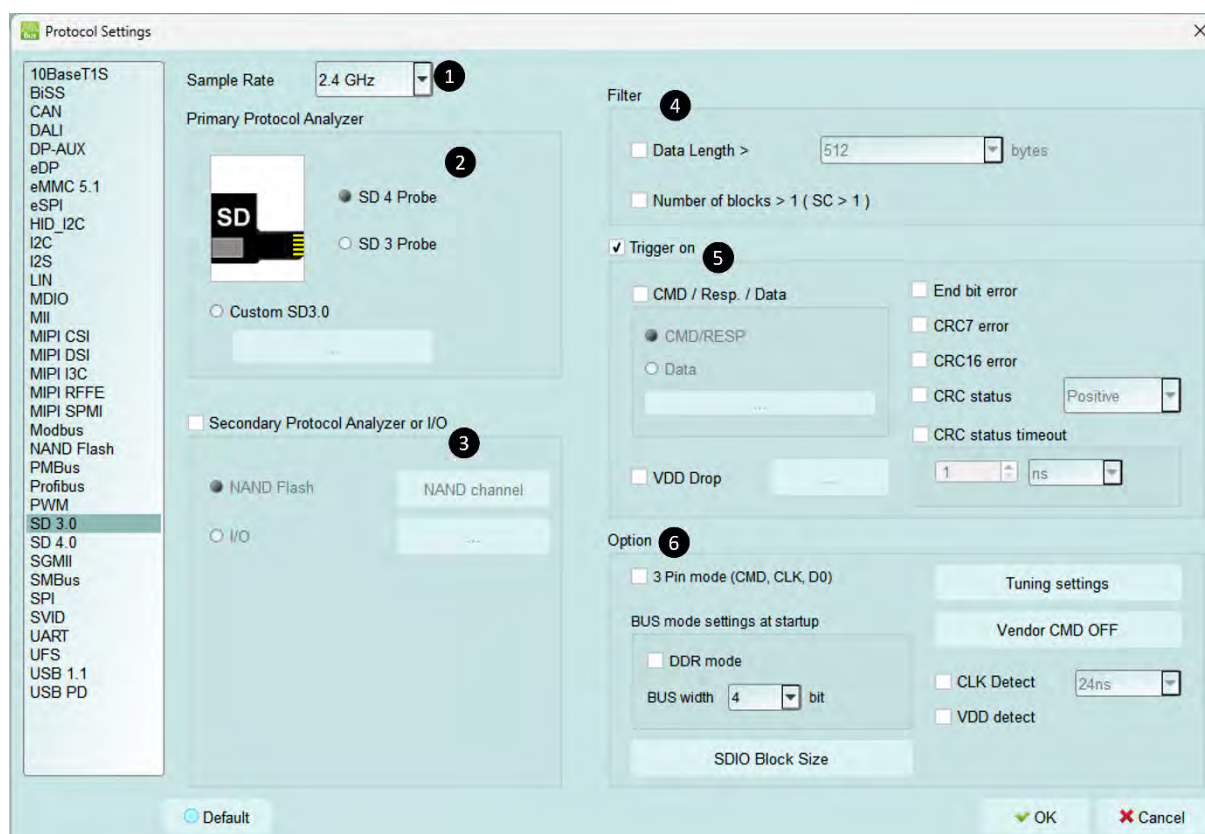 Protocol Settings
10BaseT1S
BiSS
CAN
DALI
DP-AUX
eDP
eMMC 5.1
eSPI
HID_I2C
I2C
I2S
LIN
MDIO
MII
MIPI CSI
MIPI DSI
MIPI I3C
MIPI RFFE
MIPI SPMI
Modbus
NAND Flash
PMBus
Profibus
PWM
SD 3.0
SD 4.0
SGMII
SMBus
SPI
SVID
UART
UFS
USB 1.1
USB PD
Sample Rate 2.4 GHz 1
Primary Protocol Analyzer
2
SD
SD 4 Probe
SD 3 Probe
Custom SD3.0
...
Secondary Protocol Analyzer or I/O
3
NAND Flash NAND channel
I/O ...
Filter 4
Data Length > 512 bytes
Number of blocks > 1 ( SC > 1 )
Trigger on 5
CMD / Resp. / Data
CMD/RESP
Data
...
VDD Drop ...
End bit error
CRC7 error
CRC16 error
CRC status Positive
CRC status timeout
1 ns
Option 6
3 Pin mode (CMD, CLK, D0)
BUS mode settings at startup
DDR mode
BUS width 4 bit
SDIO Block Size
Tuning settings
Vendor CMD OFF
CLK Detect 24ns
VDD detect
Default
OK Cancel